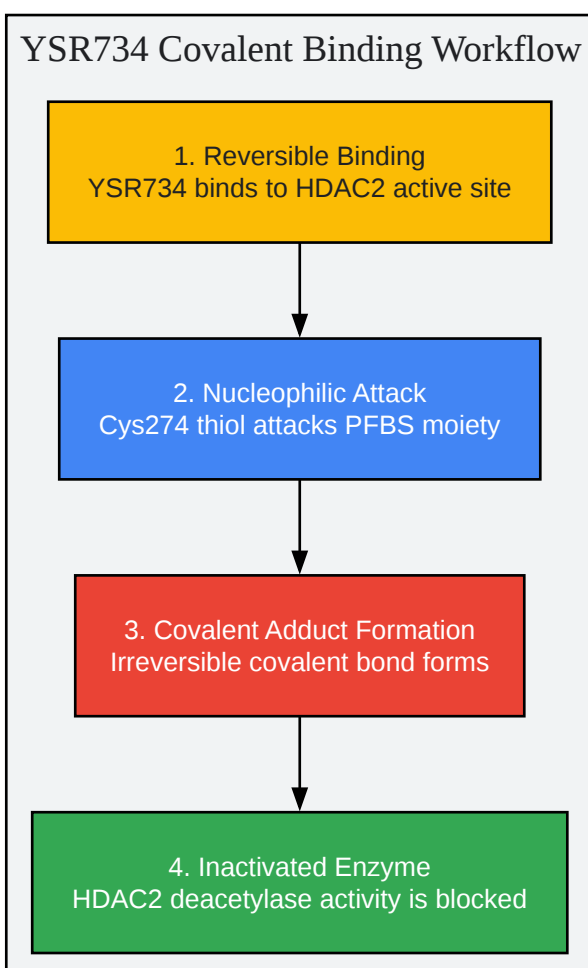 YSR734 Covalent Binding Workflow
1. Reversible Binding
YSR734 binds to HDAC2 active site
2. Nucleophilic Attack
Cys274 thiol attacks PFBS moiety
3. Covalent Adduct Formation
Irreversible covalent bond forms
4. Inactivated Enzyme
HDAC2 deacetylase activity is blocked